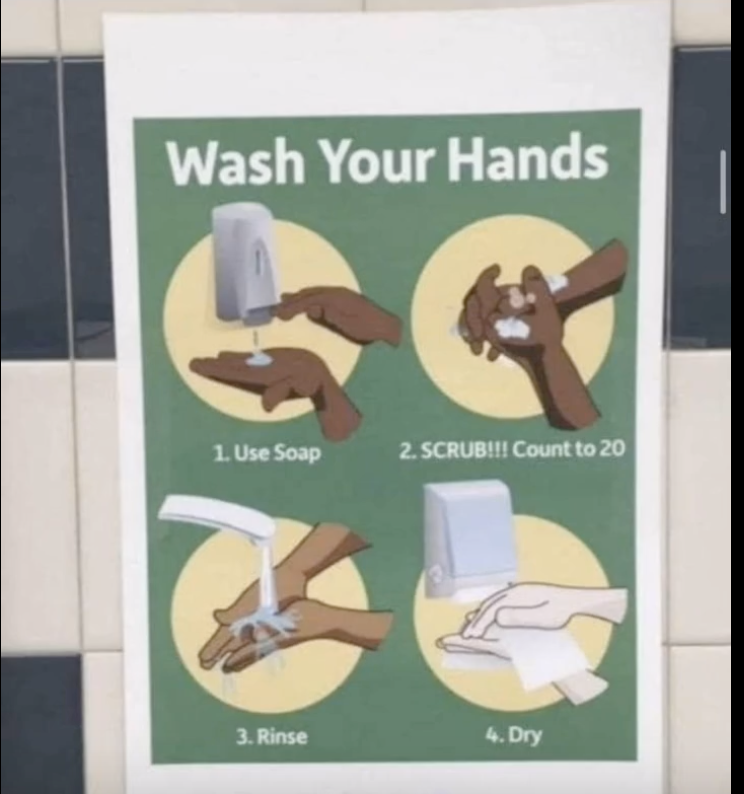 Wash Your Hands
1. Use Soap
2. SCRUB!!! Count to 20
3. Rinse
4. Dry